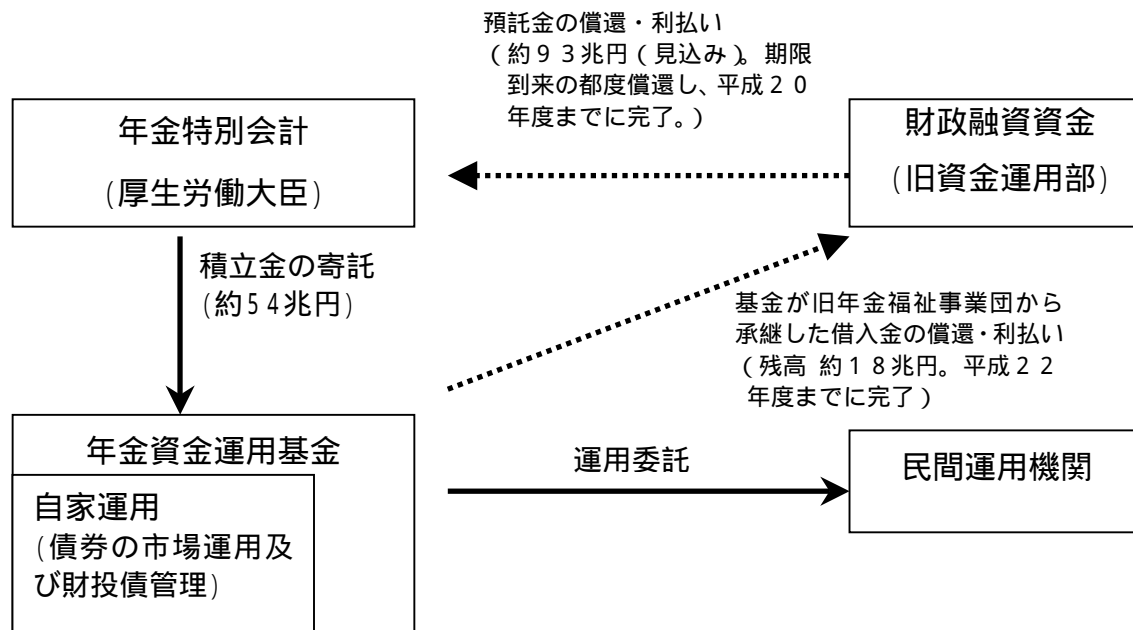 預託金の償還・利払い
（約９３兆円（見込み）。期限
到来の都度償還し、平成２０
年度までに完了。）
年金特別会計
(厚生労働大臣)
財政融資資金
(旧資金運用部)
積立金の寄託
(約54兆円)
基金が旧年金福祉事業団から
承継した借入金の償還・利払い
（残高 約１８兆円。平成２２
年度までに完了）
年金資金運用基金
自家運用
(債券の市場運用及
び財投債管理)
運用委託
民間運用機関